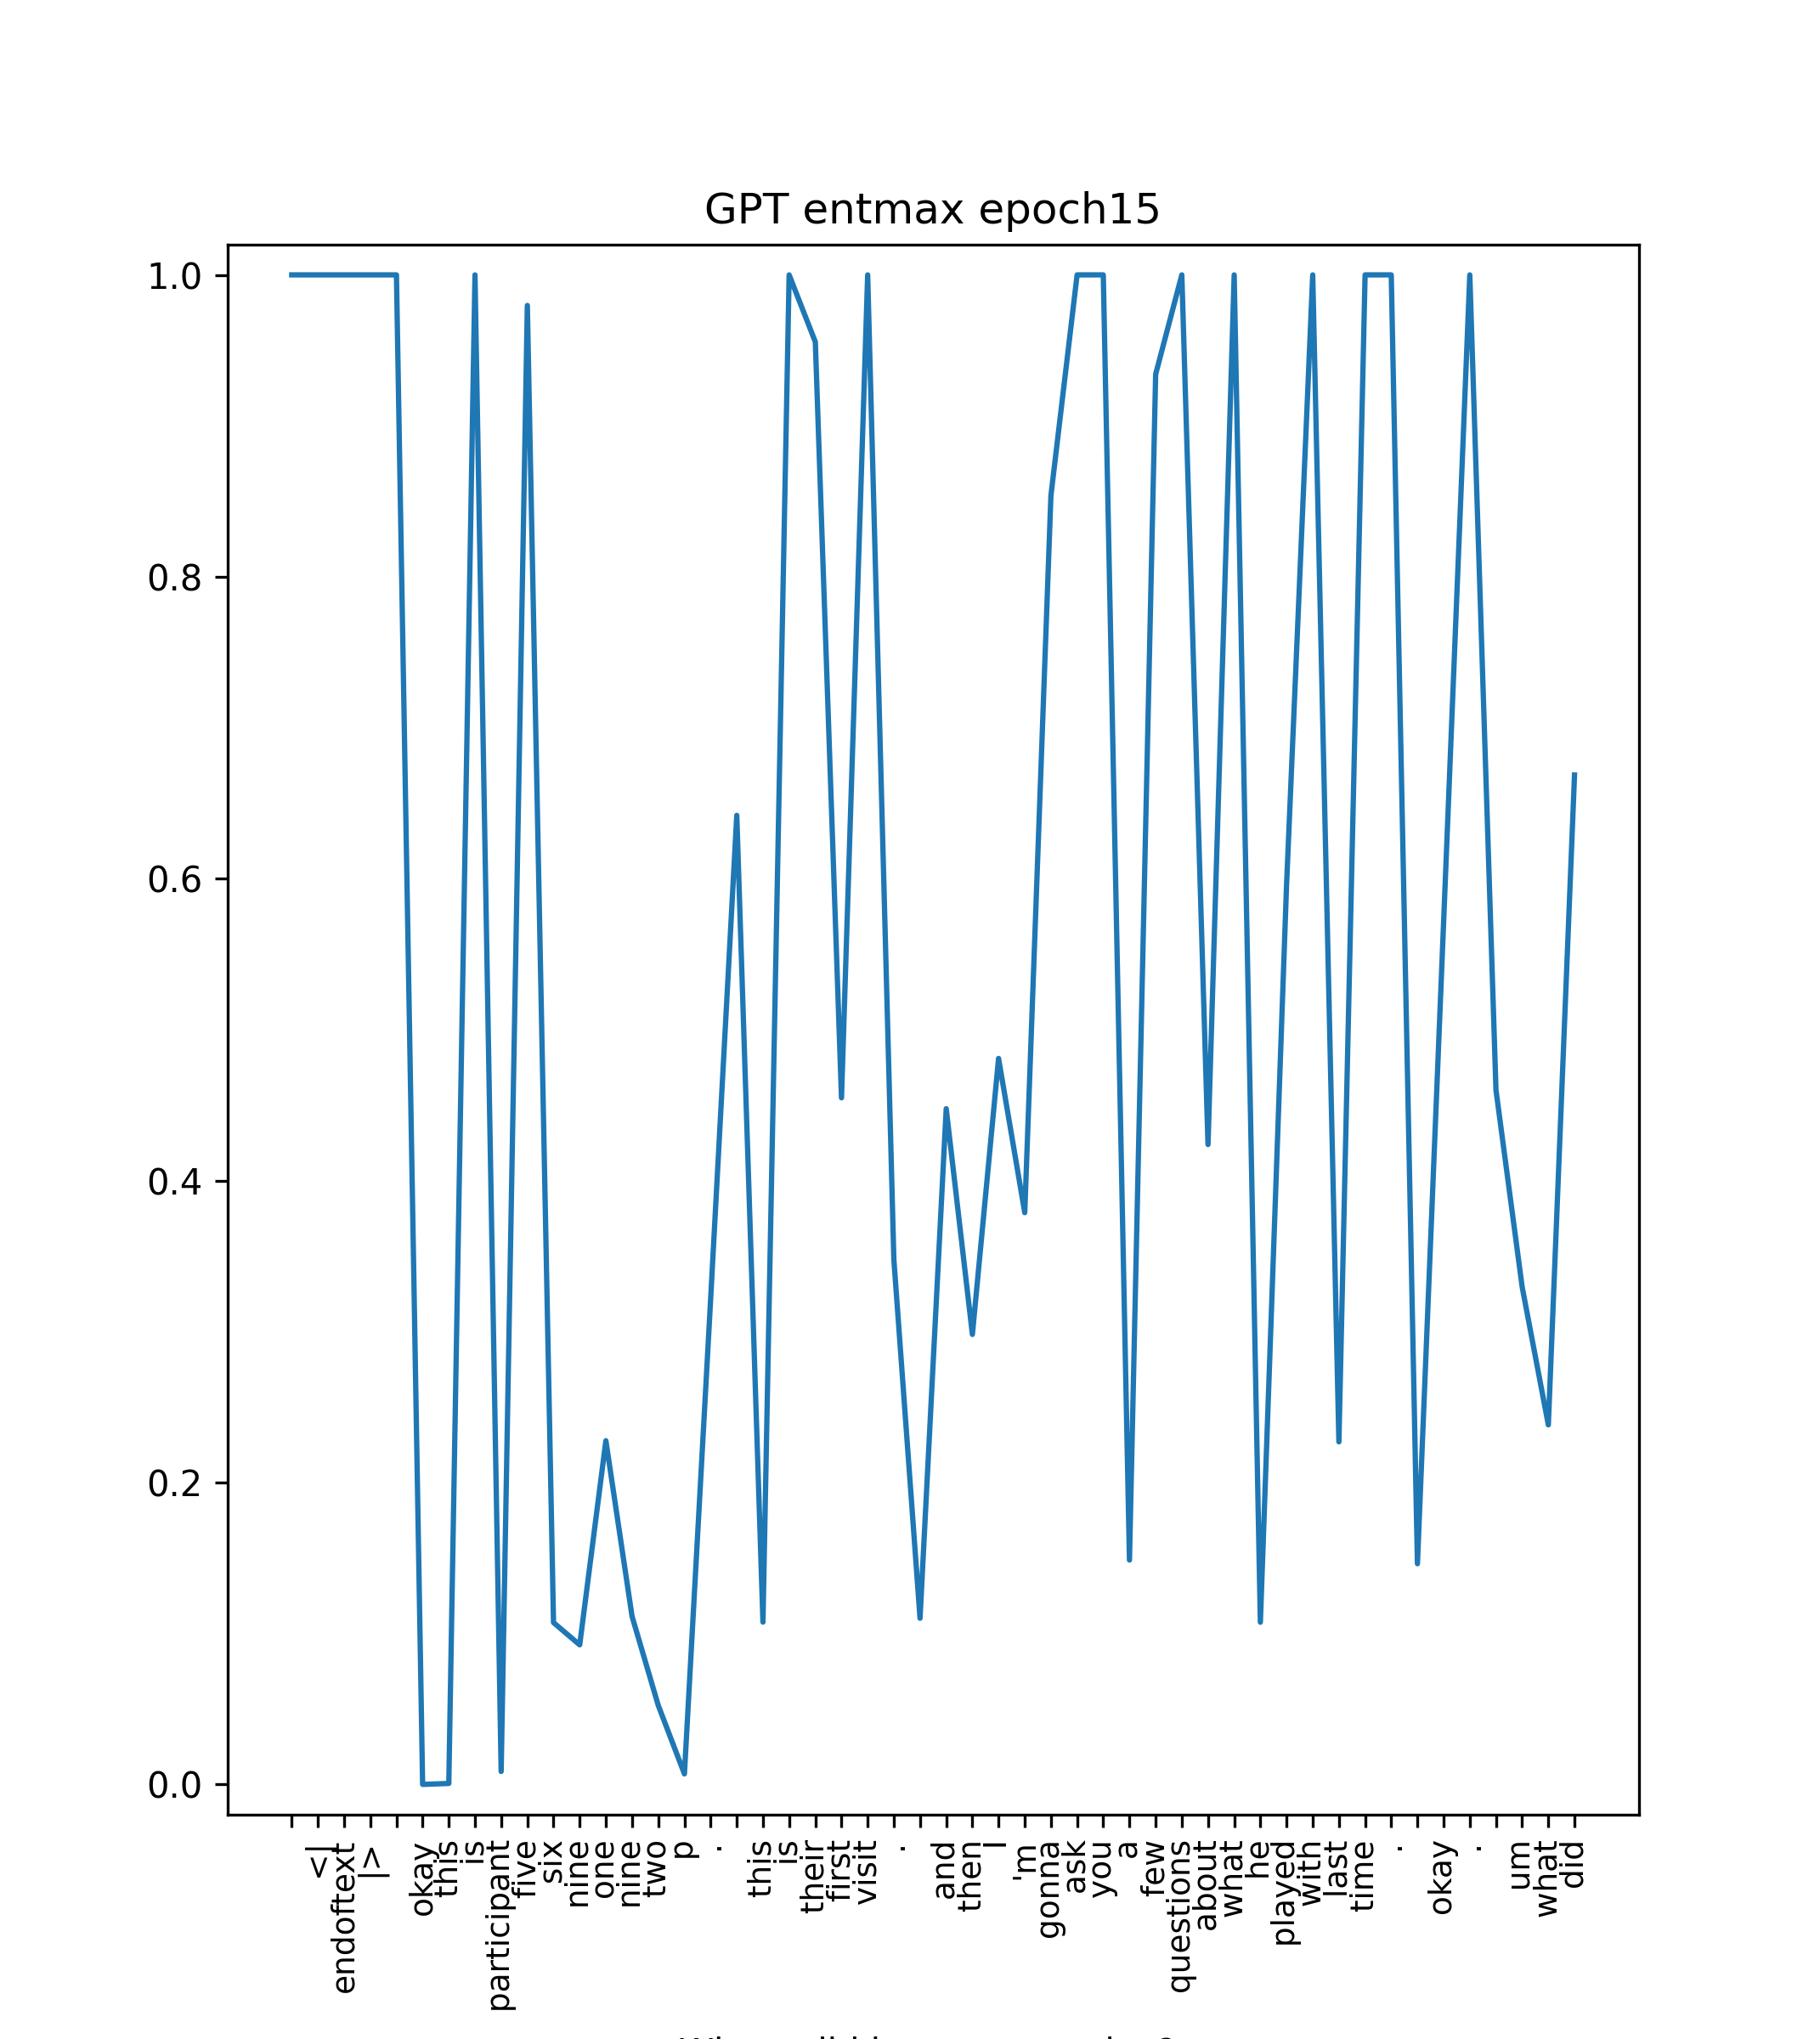 GPT entmax epoch15
1.0
0.8
0.6
0.4
0.2
0.0
<|
endoftext
|>
okay
this
is
participant
five
six
nine
one
nine
two
p
.
this
is
their
first
visit
.
and
then
I
'm
gonna
ask
you
a
few
questions
about
what
he
played
with
last
time
.
okay
.
um
what
did